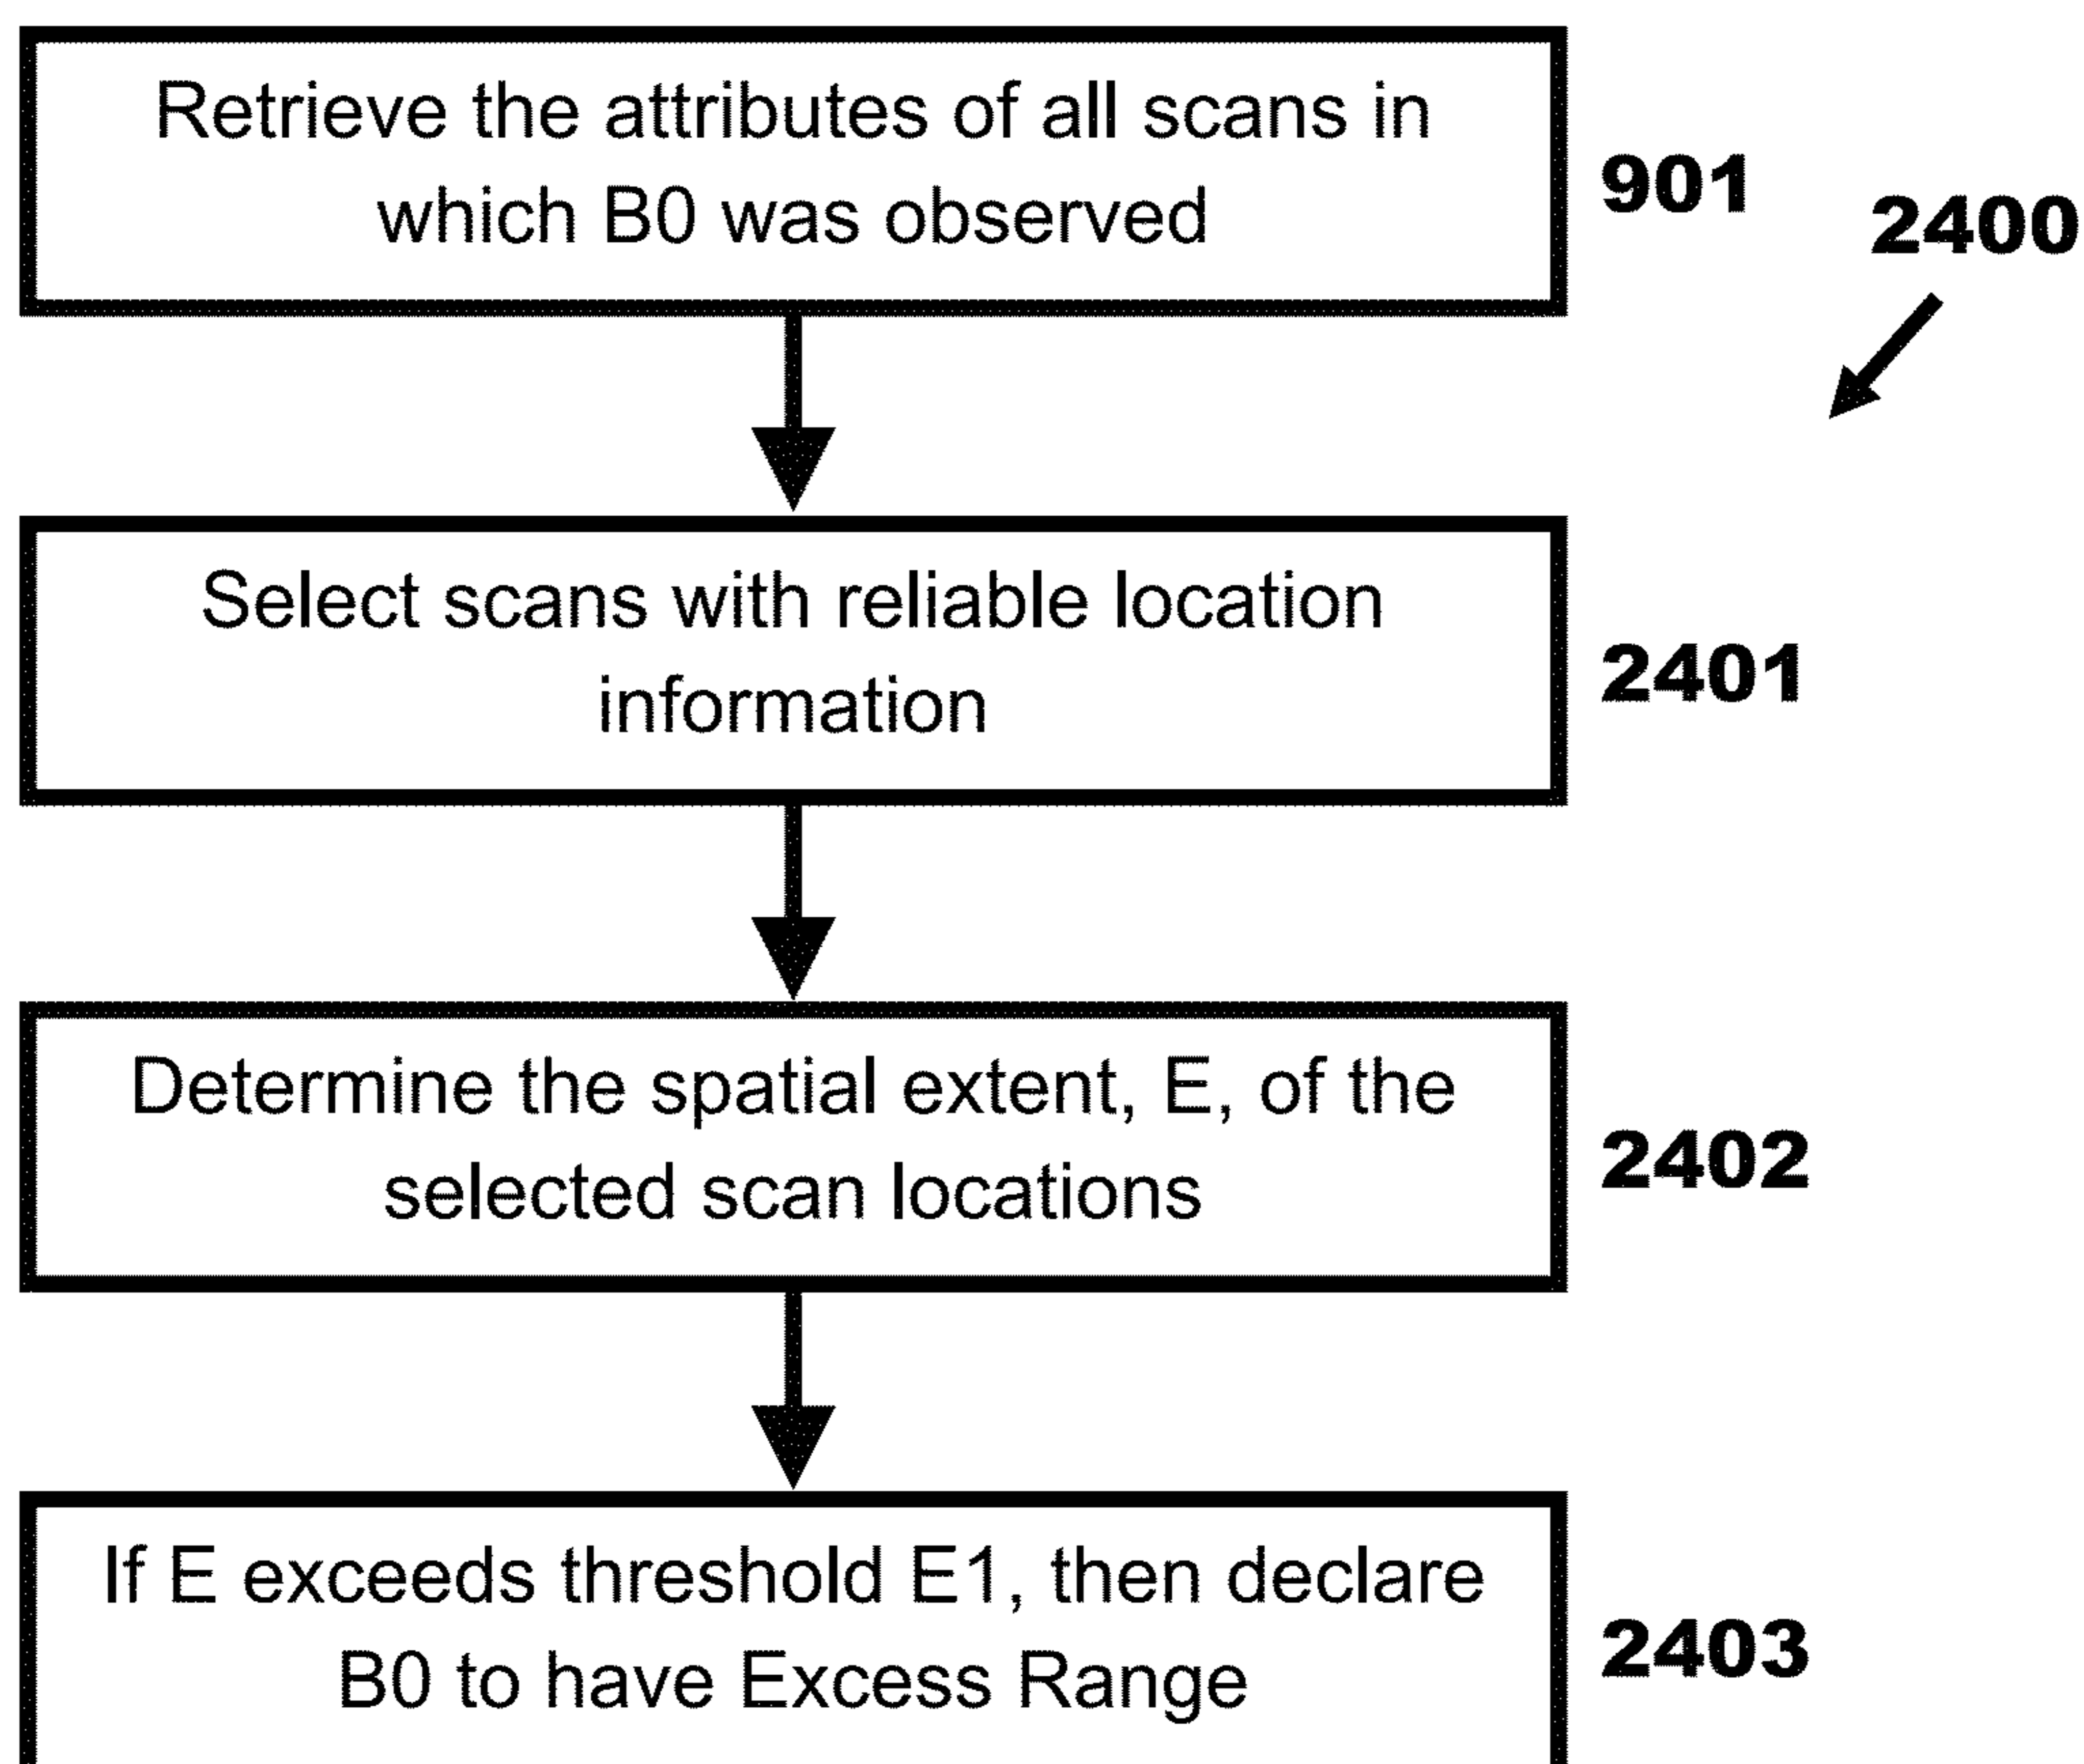 Retrieve the attributes of all scans in
which B0 was observed
901
2400
Select scans with reliable location
information
2401
Determine the spatial extent, E, of the
selected scan locations
2402
If E exceeds threshold E1, then declare
B0 to have Excess Range
2403